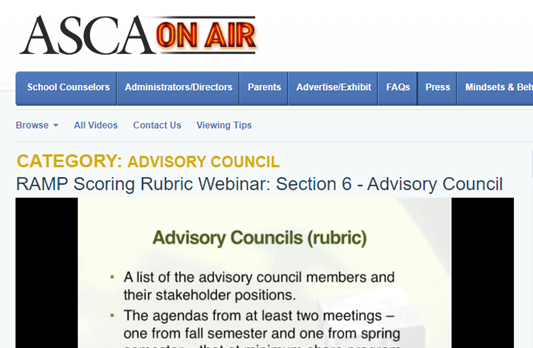 ASCA ON AIR
School Counselors Administrators/Directors Parents Advertise/Exhibit FAQs Press Mindsets & Beh
Browse All Videos Contact Us Viewing Tips
CATEGORY: ADVISORY COUNCIL
RAMP Scoring Rubric Webinar: Section 6 - Advisory Council
Advisory Councils (rubric)
• A list of the advisory council members and
their stakeholder positions.
• The agendas from at least two meetings –
one from fall semester and one from spring
semester – that at minimum share program